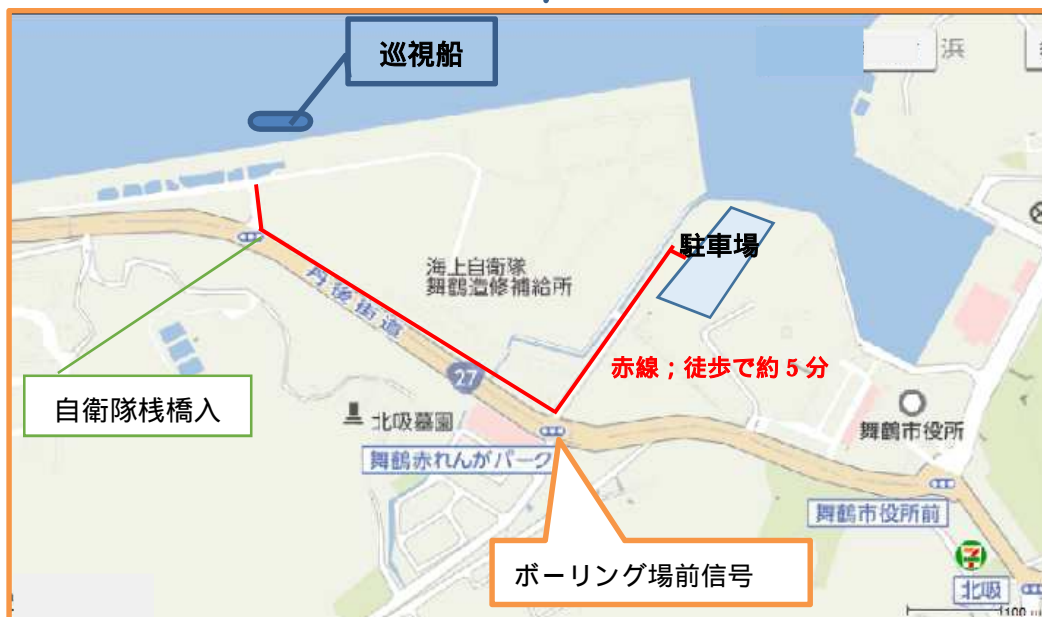 巡視船
浜
駐車場
海上自衛隊
舞鶴造修補給所
丹後街道
赤線；徒歩で約５分
27
自衛隊桟橋入
北吸墓園
舞鶴市役所
舞鶴赤れんがパーク
舞鶴市役所前
ボーリング場前信号
7
北吸
100